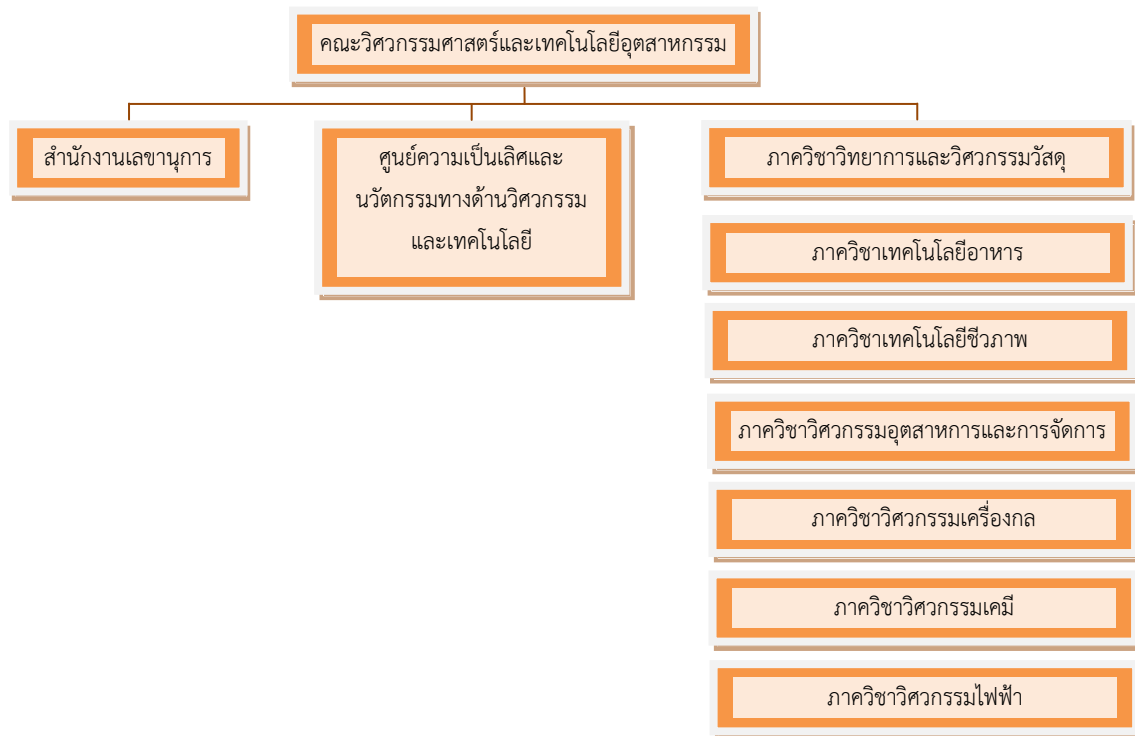 คณะวิศวกรรมศาสตร์และเทคโนโลยีอุตสาหกรรม
สำนักงานเลขานุการ
ศูนย์ความเป็นเลิศและ
นวัตกรรมทางด้านวิศวกรรม
และเทคโนโลยี
ภาควิชาวิทยาการและวิศวกรรมวัสดุ
ภาควิชาเทคโนโลยีอาหาร
ภาควิชาเทคโนโลยีชีวภาพ
ภาควิชาวิศวกรรมอุตสาหการและการจัดการ
ภาควิชาวิศวกรรมเครื่องกล
ภาควิชาวิศวกรรมเคมี
ภาควิชาวิศวกรรมไฟฟ้า